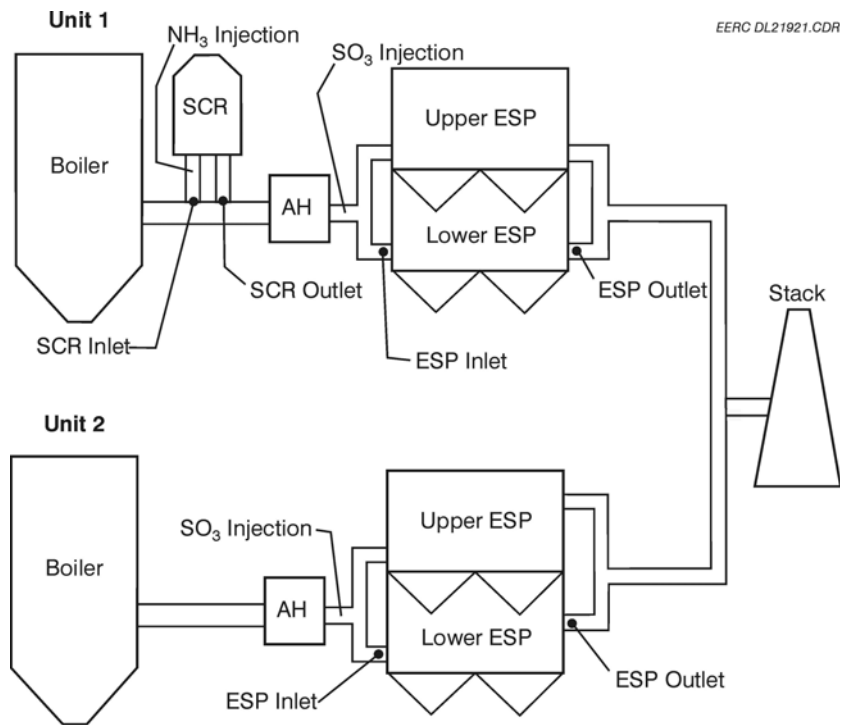 Unit 1
EERC DL21921.CDR
NH₃ Injection
SO₃ Injection
SCR
Upper ESP
Boiler
AH
Lower ESP
SCR Outlet
ESP Outlet
Stack
SCR Inlet
ESP Inlet
Unit 2
SO₃ Injection
Upper ESP
Boiler
AH
Lower ESP
ESP Inlet
ESP Outlet